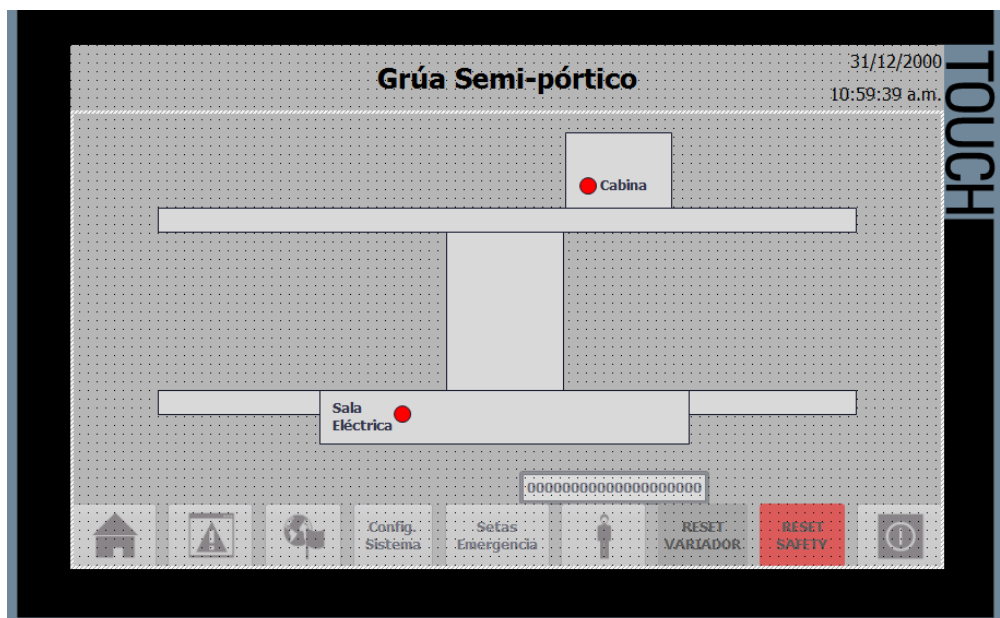 Grúa Semi-pórtico
31/12/2000
10:59:39 a.m.
TOUCH
Cabina
Sala
Eléctrica
00000000000000000000
Config.
Sistema
Setas
Emergencia
RESET
VARIADOR
RESET
SAFETY